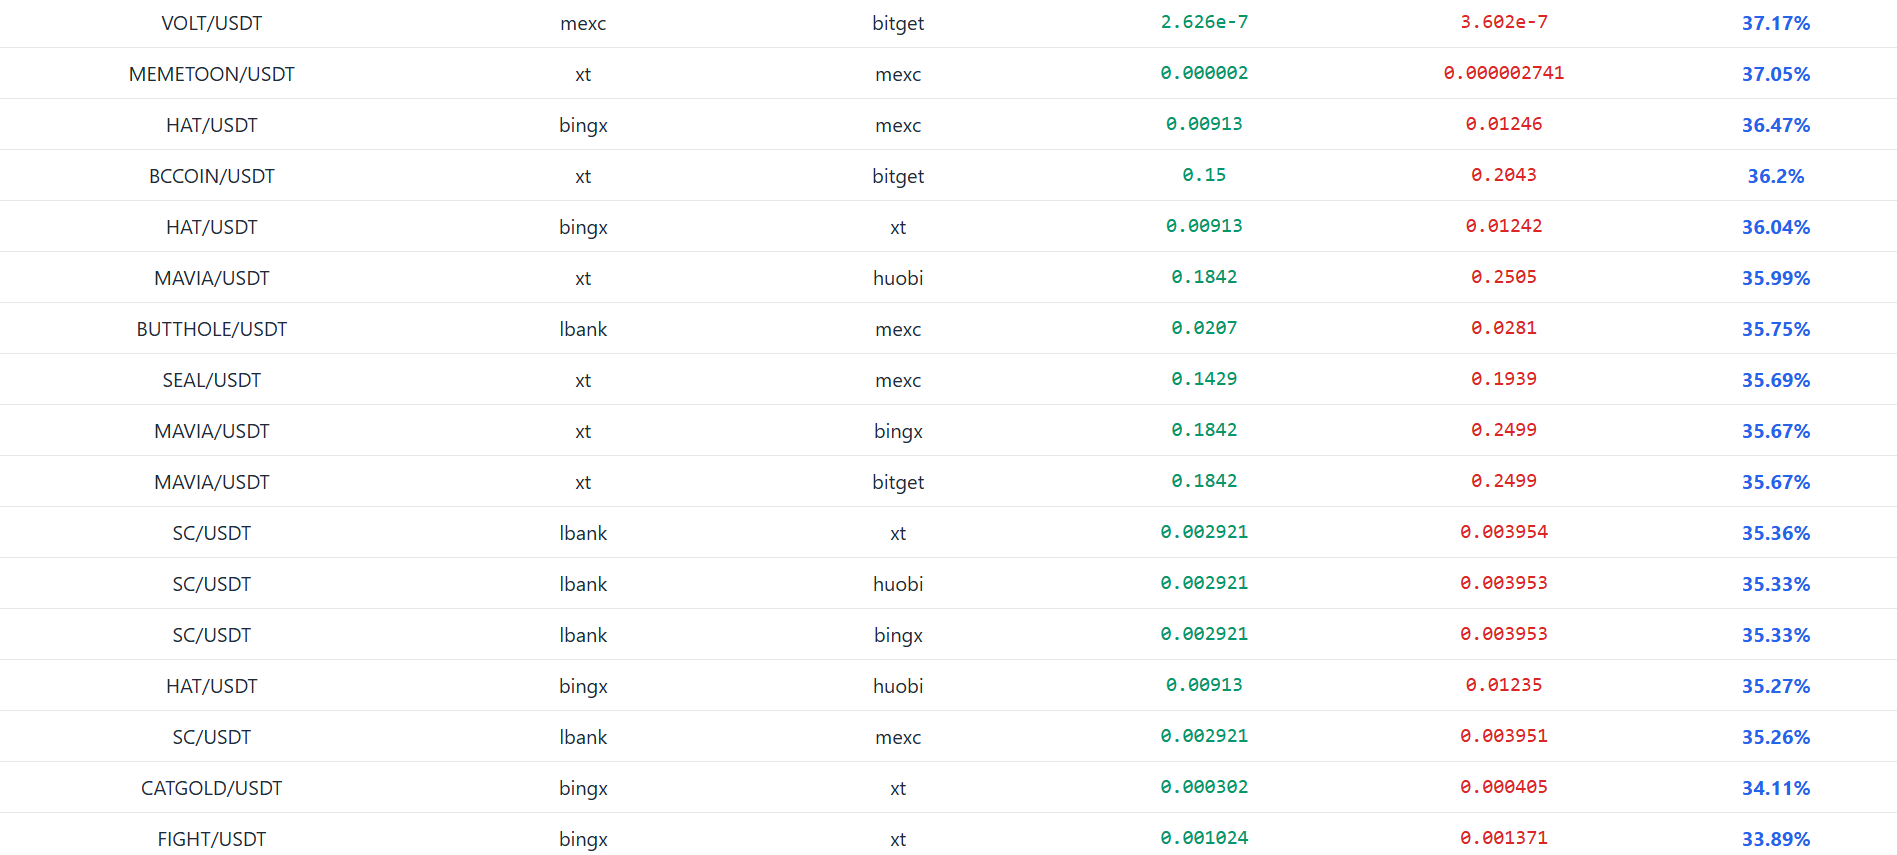 VOLT/USDT mexc bitget 2.626e-7 3.602e-7 37.17%
MEMETOON/USDT xt mexc 0.000002 0.000002741 37.05%
HAT/USDT bingx mexc 0.00913 0.01246 36.47%
BCCOIN/USDT xt bitget 0.15 0.2043 36.2%
HAT/USDT bingx xt 0.00913 0.01242 36.04%
MAVIA/USDT xt huobi 0.1842 0.2505 35.99%
BUTTHOLE/USDT lbank mexc 0.0207 0.0281 35.75%
SEAL/USDT xt mexc 0.1429 0.1939 35.69%
MAVIA/USDT xt bingx 0.1842 0.2499 35.67%
MAVIA/USDT xt bitget 0.1842 0.2499 35.67%
SC/USDT lbank xt 0.002921 0.003954 35.36%
SC/USDT lbank huobi 0.002921 0.003953 35.33%
SC/USDT lbank bingx 0.002921 0.003953 35.33%
HAT/USDT bingx huobi 0.00913 0.01235 35.27%
SC/USDT lbank mexc 0.002921 0.003951 35.26%
CATGOLD/USDT bingx xt 0.000302 0.000405 34.11%
FIGHT/USDT bingx xt 0.001024 0.001371 33.89%